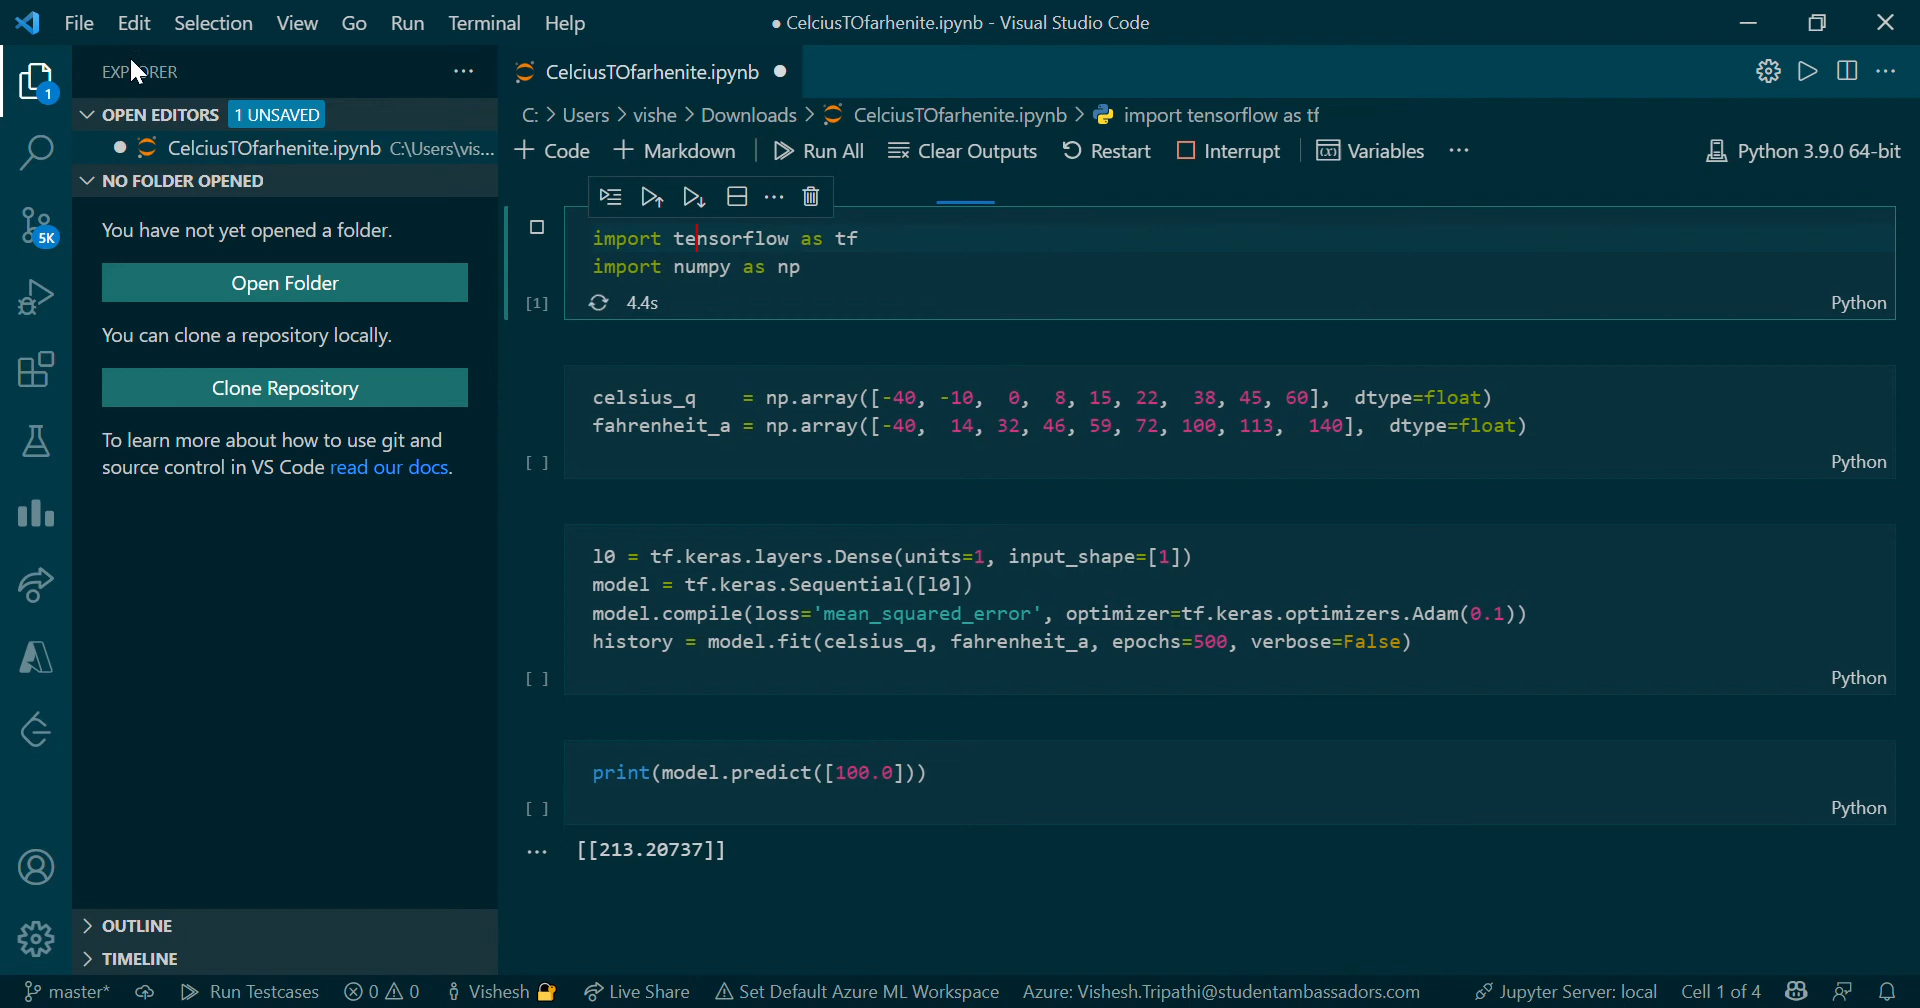 File Edit Selection View Go Run Terminal Help
● CelciusTOfarhenite.ipynb - Visual Studio Code
EXPLORER
1
OPEN EDITORS 1 UNSAVED
CelciusTOfarhenite.ipynb C:\Users\vis...
NO FOLDER OPENED
You have not yet opened a folder.
5K
Open Folder
You can clone a repository locally.
Clone Repository
To learn more about how to use git and
source control in VS Code read our docs.
OUTLINE
TIMELINE
CelciusTOfarhenite.ipynb
C: > Users > vishe > Downloads > CelciusTOfarhenite.ipynb > import tensorflow as tf
+ Code + Markdown Run All Clear Outputs Restart Interrupt Variables ... Python 3.9.0 64-bit
import tensorflow as tf
import numpy as np
[1] 4.4s Python
celsius_q    = np.array([-40, -10,  0,  8, 15, 22,  38, 45, 60],  dtype=float)
fahrenheit_a = np.array([-40,  14, 32, 46, 59, 72, 100, 113,  140],  dtype=float)
[ ] Python
l0 = tf.keras.layers.Dense(units=1, input_shape=[1])
model = tf.keras.Sequential([l0])
model.compile(loss='mean_squared_error', optimizer=tf.keras.optimizers.Adam(0.1))
history = model.fit(celsius_q, fahrenheit_a, epochs=500, verbose=False)
[ ] Python
print(model.predict([100.0]))
[ ] Python
... [[213.20737]]
master* Run Testcases 0 0 Vishesh Live Share Set Default Azure ML Workspace Azure: Vishesh.Tripathi@studentambassadors.com Jupyter Server: local Cell 1 of 4